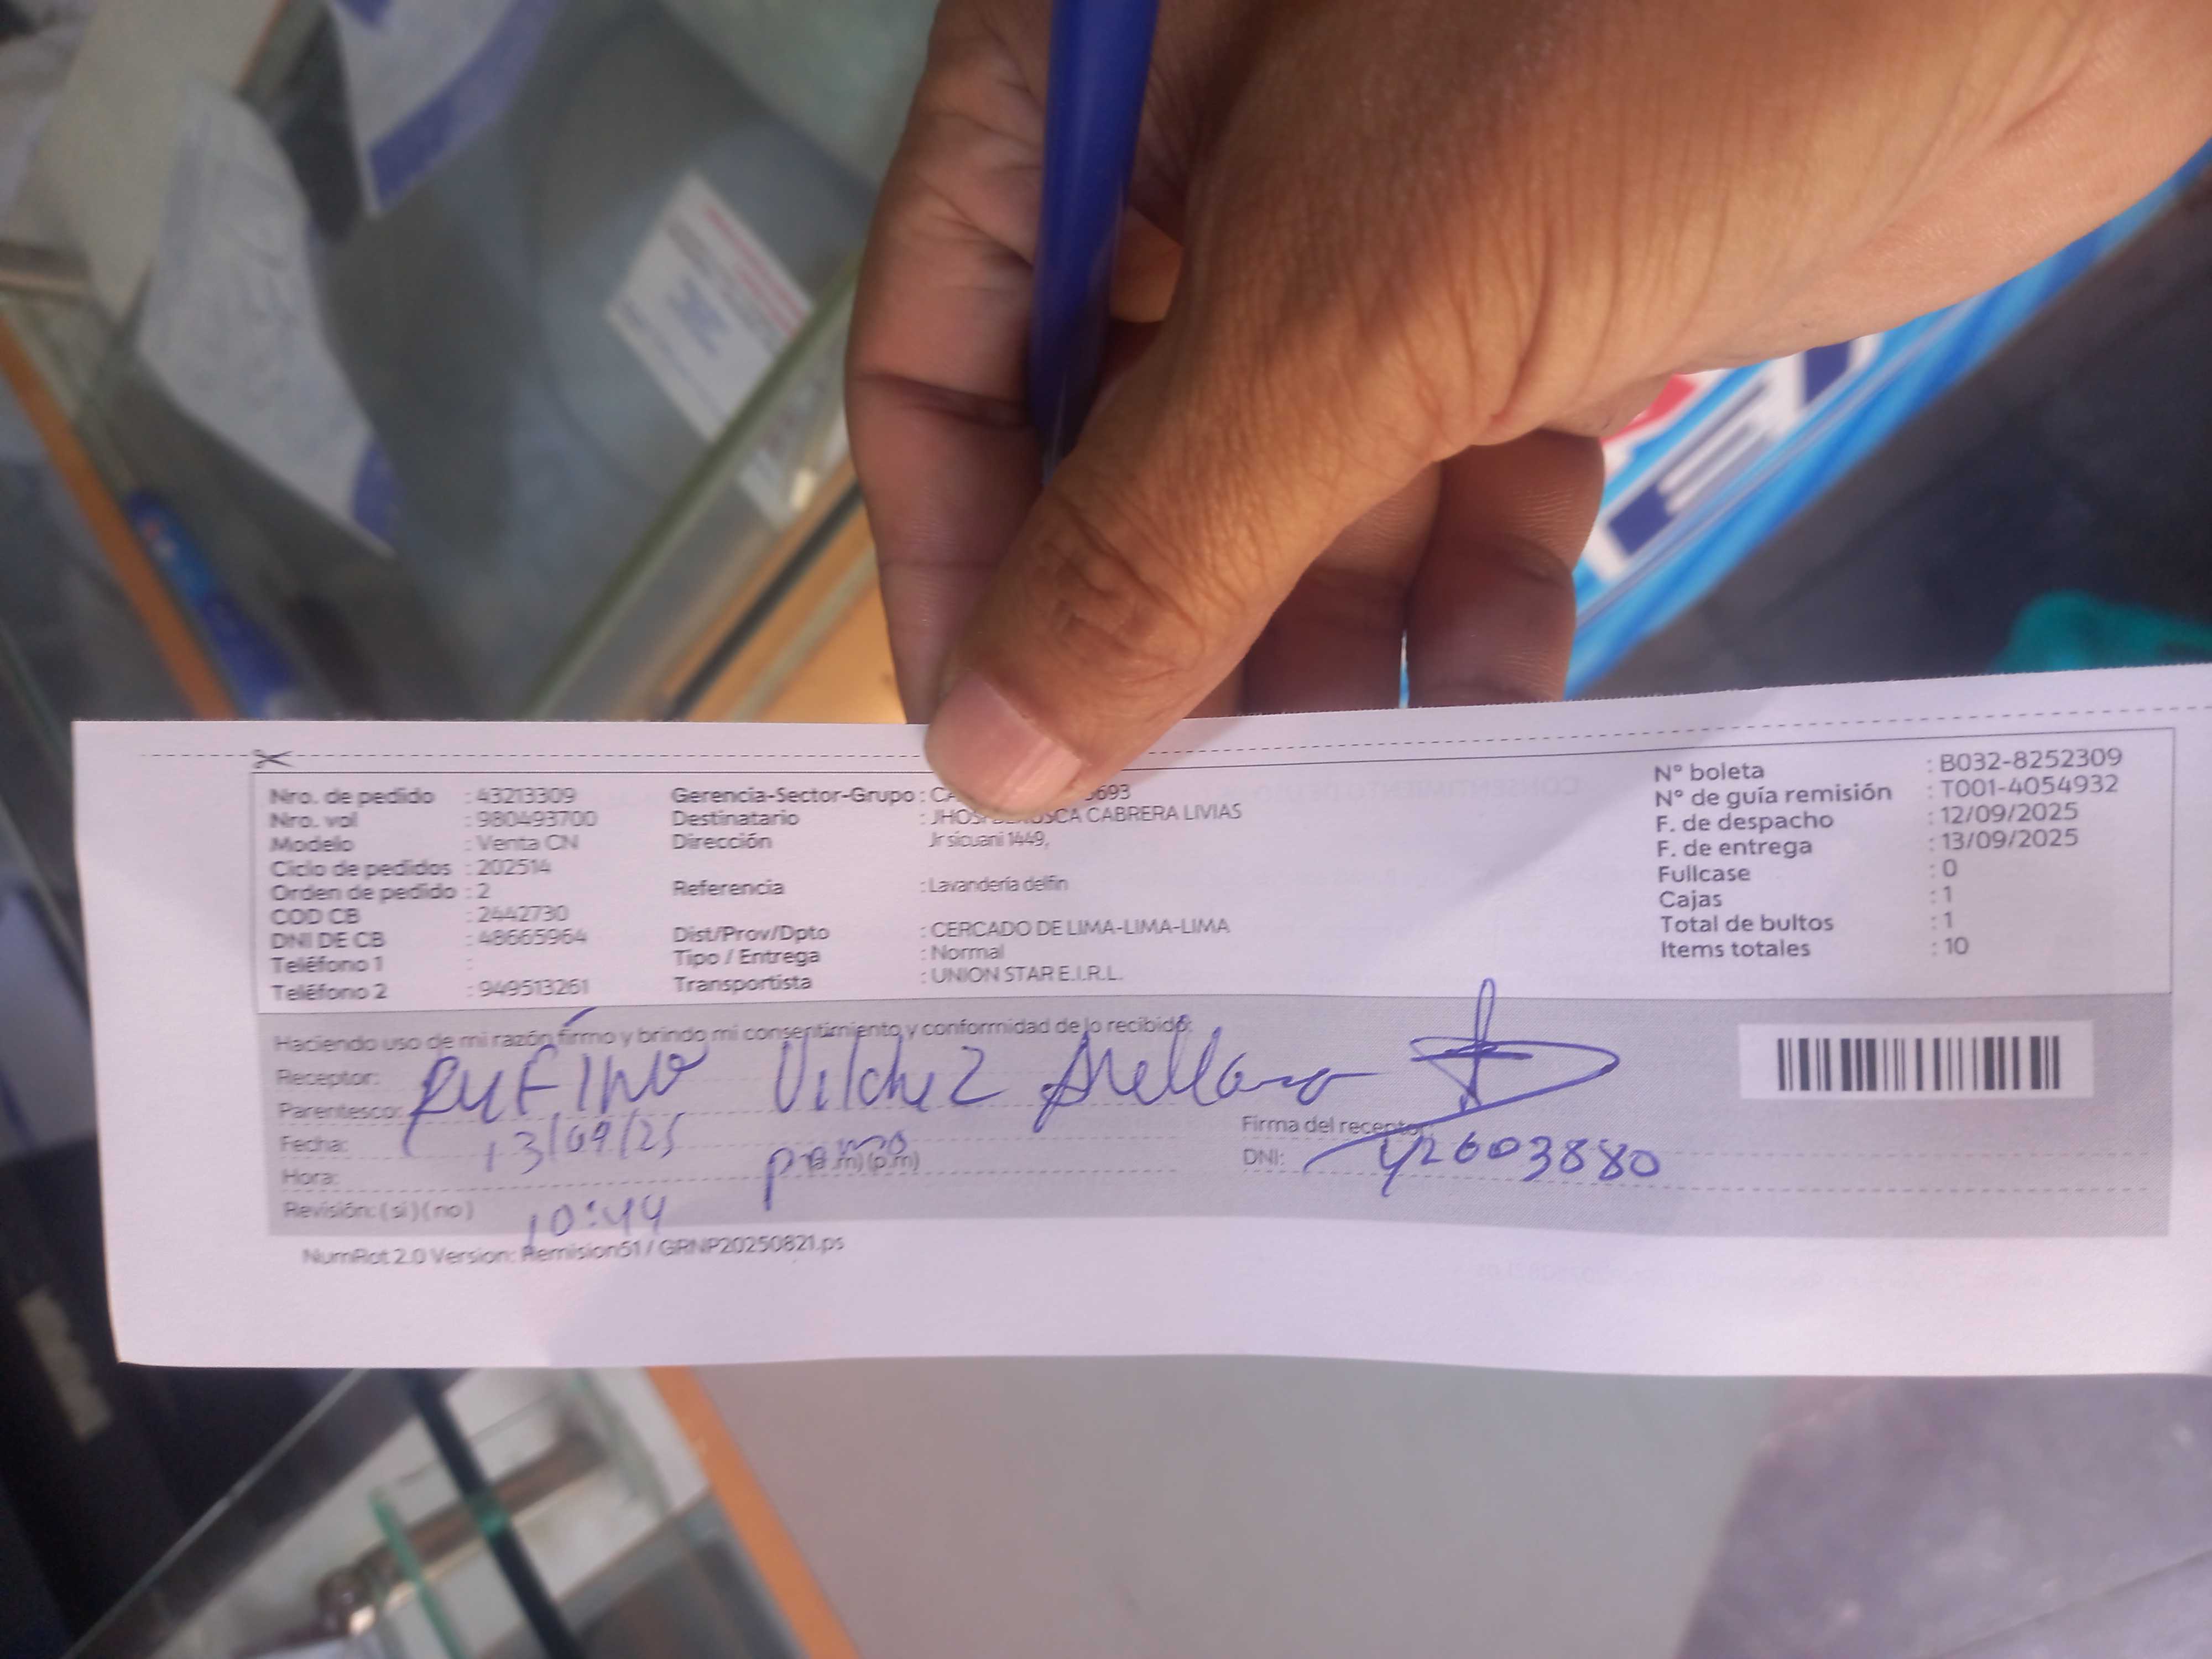 Nro. de pedido : 43213309
Nro. vol : 980493700
Modelo : Venta CN
Ciclo de pedidos : 202514
Orden de pedido : 2
COD CB : 2442730
DNI DE CB : 48665964
Teléfono 1 :
Teléfono 2 : 949513261
Gerencia-Sector-Grupo :
Destinatario : CABRERA LIVIAS
Dirección Jr sicuani 1449,
Referencia : Lavandería delfin
Dist/Prov/Dpto : CERCADO DE LIMA-LIMA-LIMA
Tipo / Entrega : Normal
Transportista : UNION STAR E.I.R.L.
N° boleta : B032-8252309
N° de guía remisión : T001-4054932
F. de despacho : 12/09/2025
F. de entrega : 13/09/2025
Fullcase : 0
Cajas : 1
Total de bultos : 1
Items totales : 10
Haciendo uso de mi razón firmo y brindo mi consentimiento y conformidad de lo recibido:
Receptor: RUFINO Vilchez Arellano
Parentesco:
Fecha: 13/09/25
Hora: (a.m) (p.m)
Revisión: (si) (no) 10:44
Firma del receptor:
DNI: 42603880
NumRot 2.0 Version: Remision51 / GRNP20250821.ps